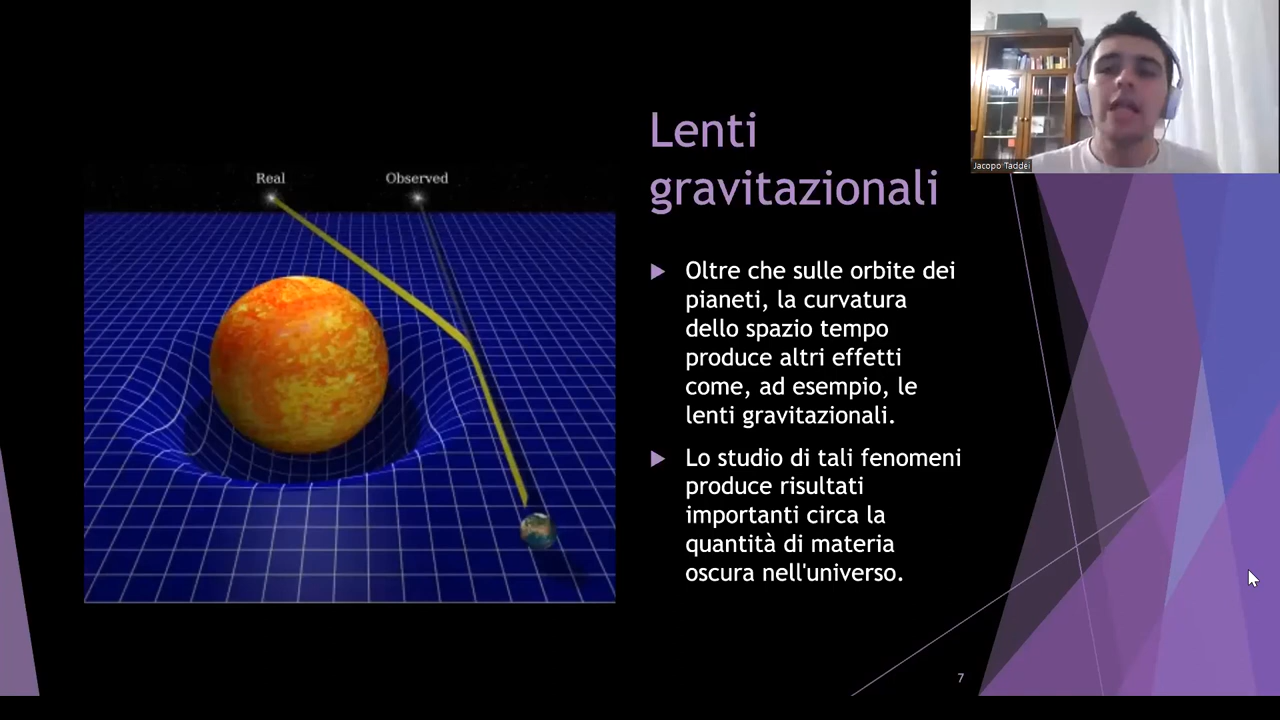 Real
Observed
Lenti
gravitazionali
Oltre che sulle orbite dei
pianeti, la curvatura
dello spazio tempo
produce altri effetti
come, ad esempio, le
lenti gravitazionali.
Lo studio di tali fenomeni
produce risultati
importanti circa la
quantità di materia
oscura nell'universo.
Jacopo Taddei
7